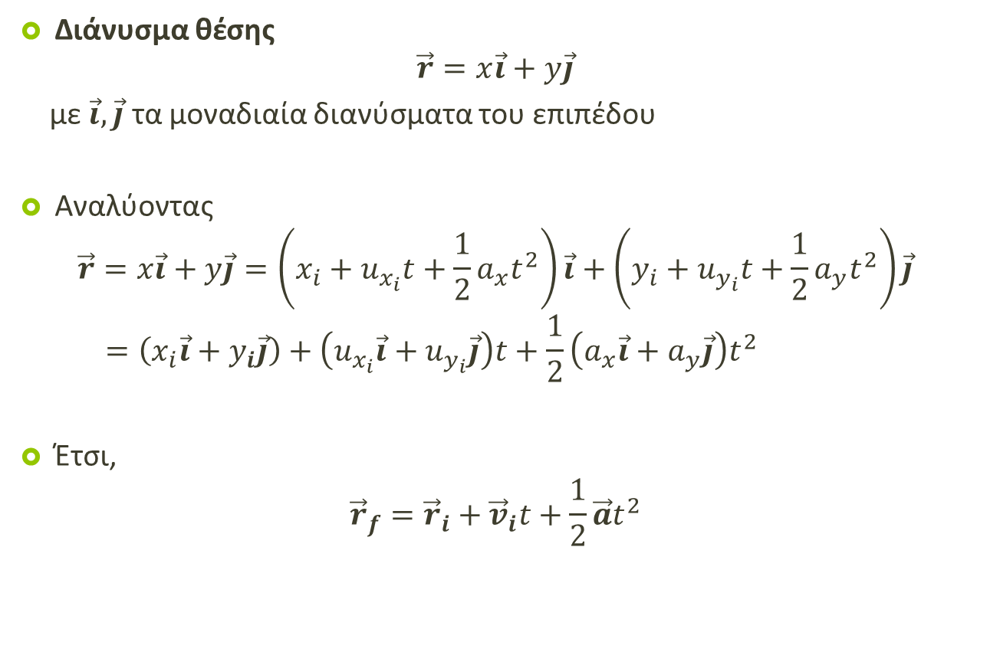 Διάνυσμα θέσης
$\vec{\boldsymbol{r}} = x\vec{\boldsymbol{\imath}} + y\vec{\boldsymbol{\jmath}}$
με $\vec{\boldsymbol{\imath}}, \vec{\boldsymbol{\jmath}}$ τα μοναδιαία διανύσματα του επιπέδου
Αναλύοντας
$\vec{\boldsymbol{r}} = x\vec{\boldsymbol{\imath}} + y\vec{\boldsymbol{\jmath}} = \left(x_i + u_{x_i}t + \frac{1}{2}a_x t^2\right)\vec{\boldsymbol{\imath}} + \left(y_i + u_{y_i}t + \frac{1}{2}a_y t^2\right)\vec{\boldsymbol{\jmath}}$
$= (x_i\vec{\boldsymbol{\imath}} + y_{\boldsymbol{i}}\vec{\boldsymbol{\jmath}}) + \left(u_{x_i}\vec{\boldsymbol{\imath}} + u_{y_i}\vec{\boldsymbol{\jmath}}\right)t + \frac{1}{2}\left(a_x\vec{\boldsymbol{\imath}} + a_y\vec{\boldsymbol{\jmath}}\right)t^2$
Έτσι,
$\vec{\boldsymbol{r}}_{\boldsymbol{f}} = \vec{\boldsymbol{r}}_{\boldsymbol{i}} + \vec{\boldsymbol{v}}_{\boldsymbol{i}}t + \frac{1}{2}\vec{\boldsymbol{a}}t^2$